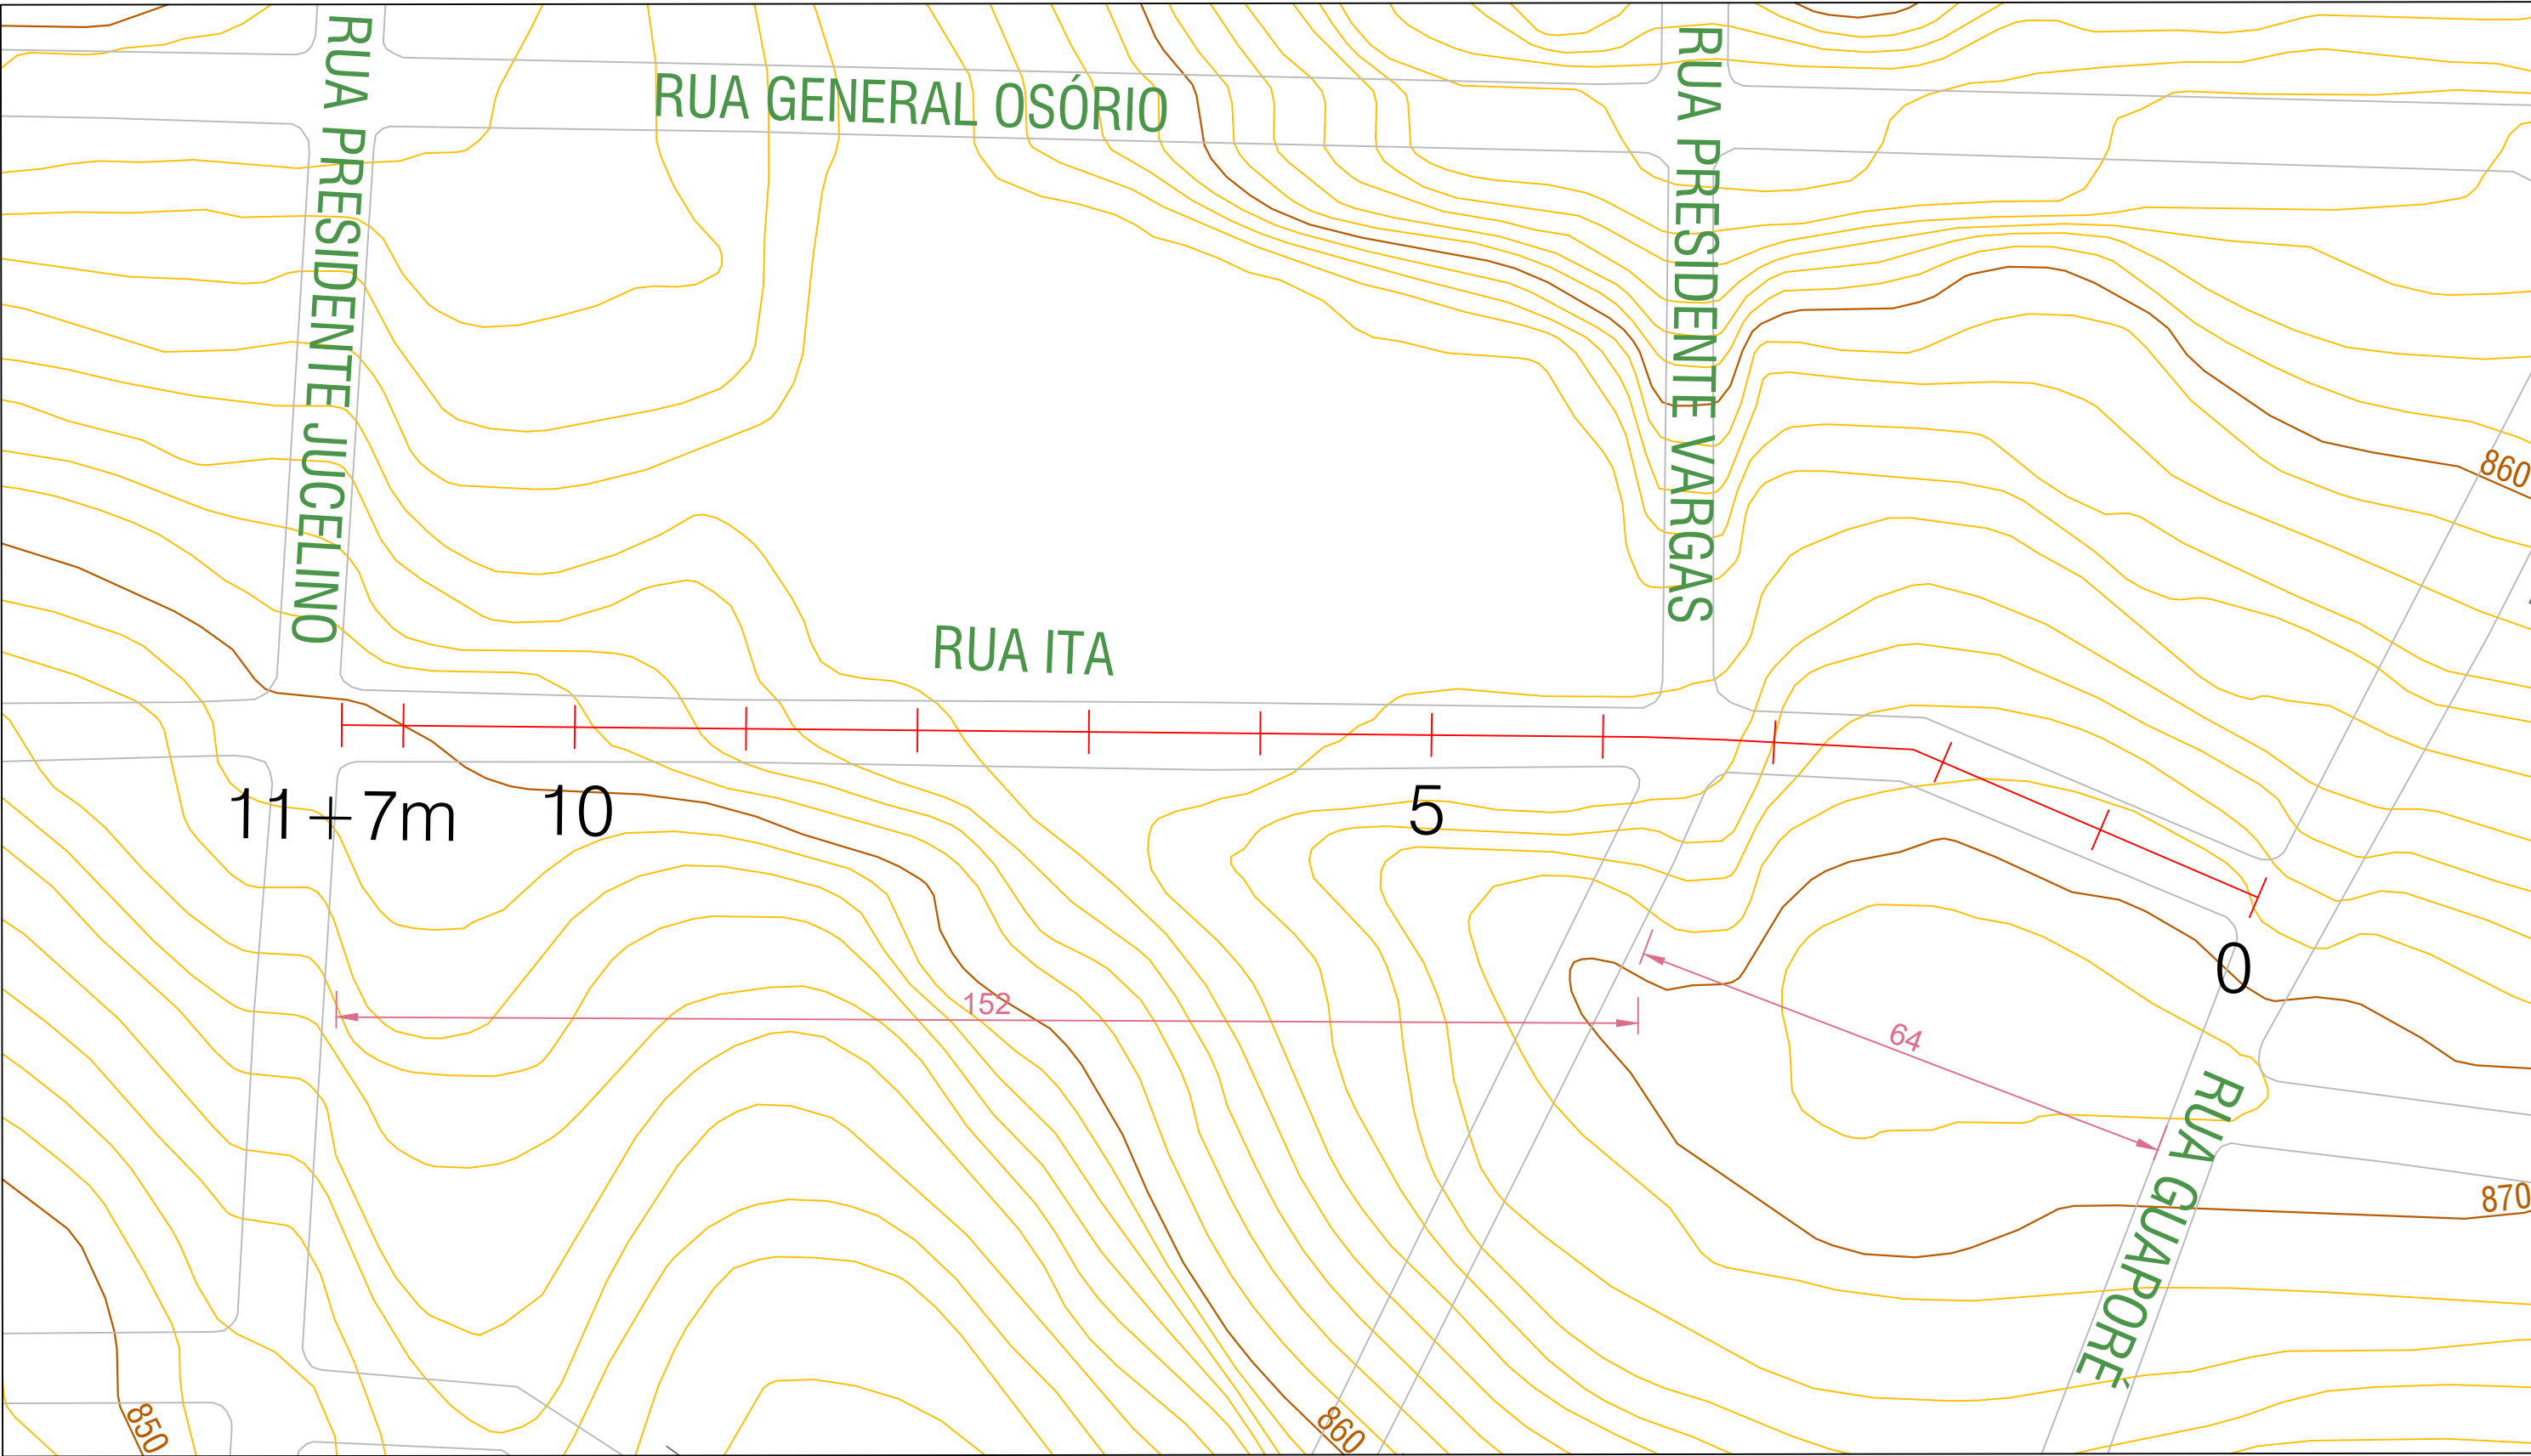 RUA PRESIDENTE JUCELINO
RUA GENERAL OSÓRIO
RUA PRESIDENTE VARGAS
860
RUA ITA
11+7m
10
5
0
152
64
RUA GUAPORÉ
870
850
860